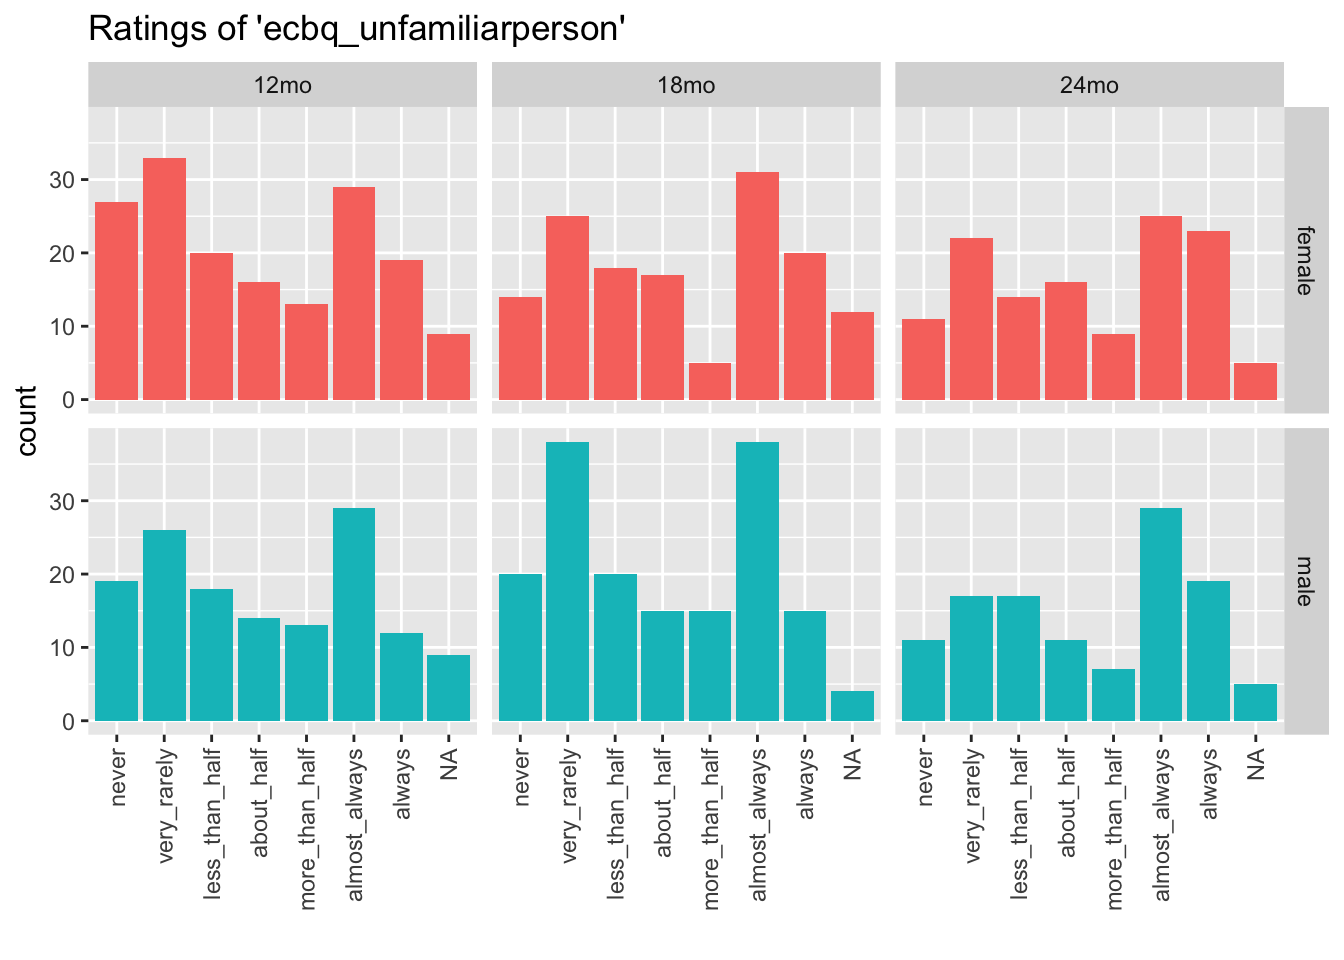 Ratings of 'ecbq_unfamiliarperson'
12mo 18mo 24mo
30
20
10
0
female
count
30
20
10
0
male
never very_rarely less_than_half about_half more_than_half almost_always always NA
never very_rarely less_than_half about_half more_than_half almost_always always NA
never very_rarely less_than_half about_half more_than_half almost_always always NA